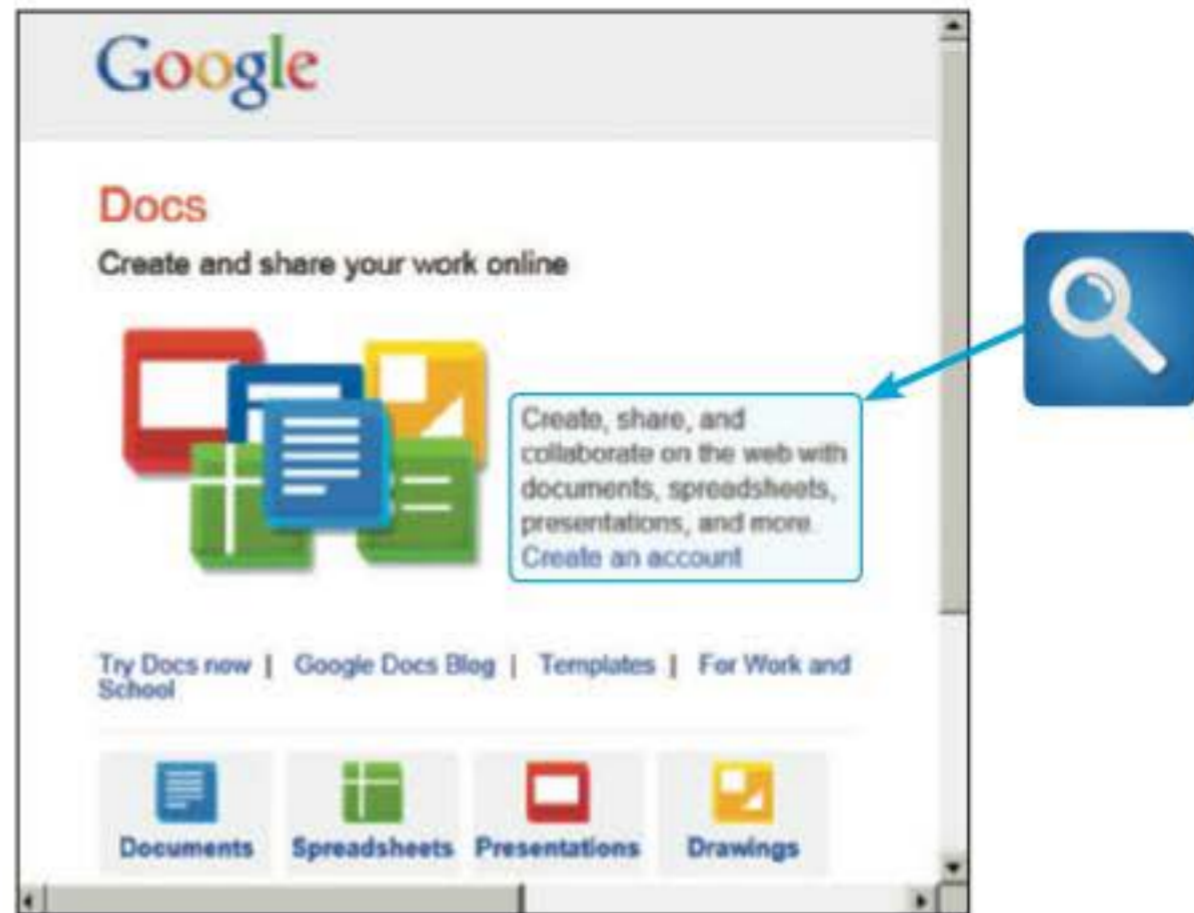 Google
Docs
Create and share your work online
Create, share, and
collaborate on the web with
documents, spreadsheets,
presentations, and more.
Create an account
Try Docs now | Google Docs Blog | Templates | For Work and
School
Documents Spreadsheets Presentations Drawings